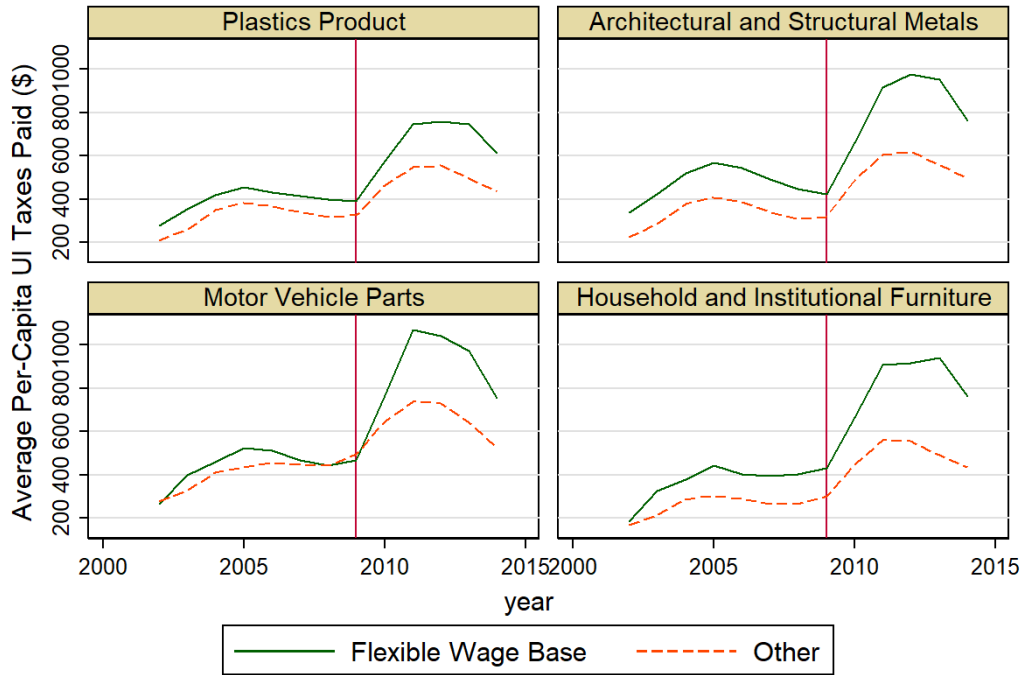 Plastics Product
Architectural and Structural Metals
Average Per-Capita UI Taxes Paid ($)
200 400 600 800 1000
Motor Vehicle Parts
Household and Institutional Furniture
200 400 600 800 1000
2000 2005 2010 2015
2000 2005 2010 2015
year
Flexible Wage Base
Other